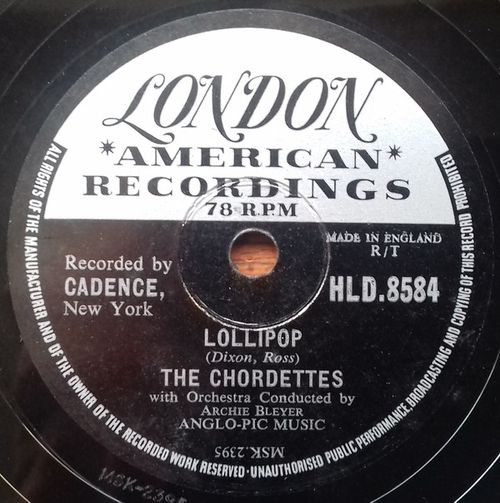 LONDON
*AMERICAN*
RECORDINGS
78 R.P.M
MADE IN ENGLAND
R/T
Recorded by
CADENCE,
New York
HLD.8584
LOLLIPOP
(Dixon, Ross)
THE CHORDETTES
with Orchestra Conducted by
ARCHIE BLEYER
ANGLO-PIC MUSIC
MSK.2395
ALL RIGHTS OF THE MANUFACTURER AND OF THE OWNER OF THE RECORDED WORK RESERVED·UNAUTHORISED PUBLIC PERFORMANCE, BROADCASTING AND COPYING OF THIS RECORD PROHIBITED
MSK-2395